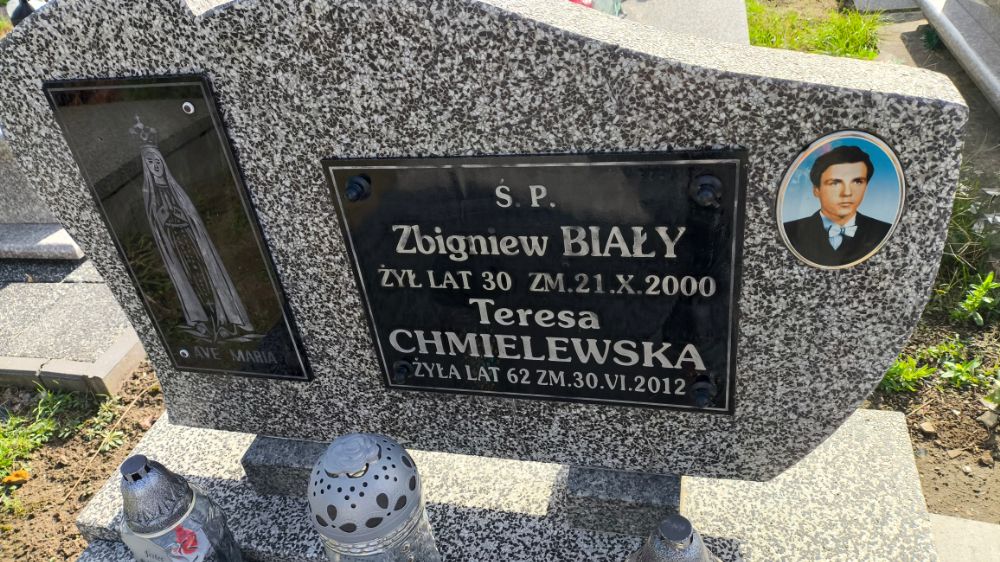 AVE MARIA
Ś. P.
Zbigniew BIAŁY
ŻYŁ LAT 30 ZM.21.X.2000
Teresa
CHMIELEWSKA
ŻYŁA LAT 62 ZM.30.VI.2012